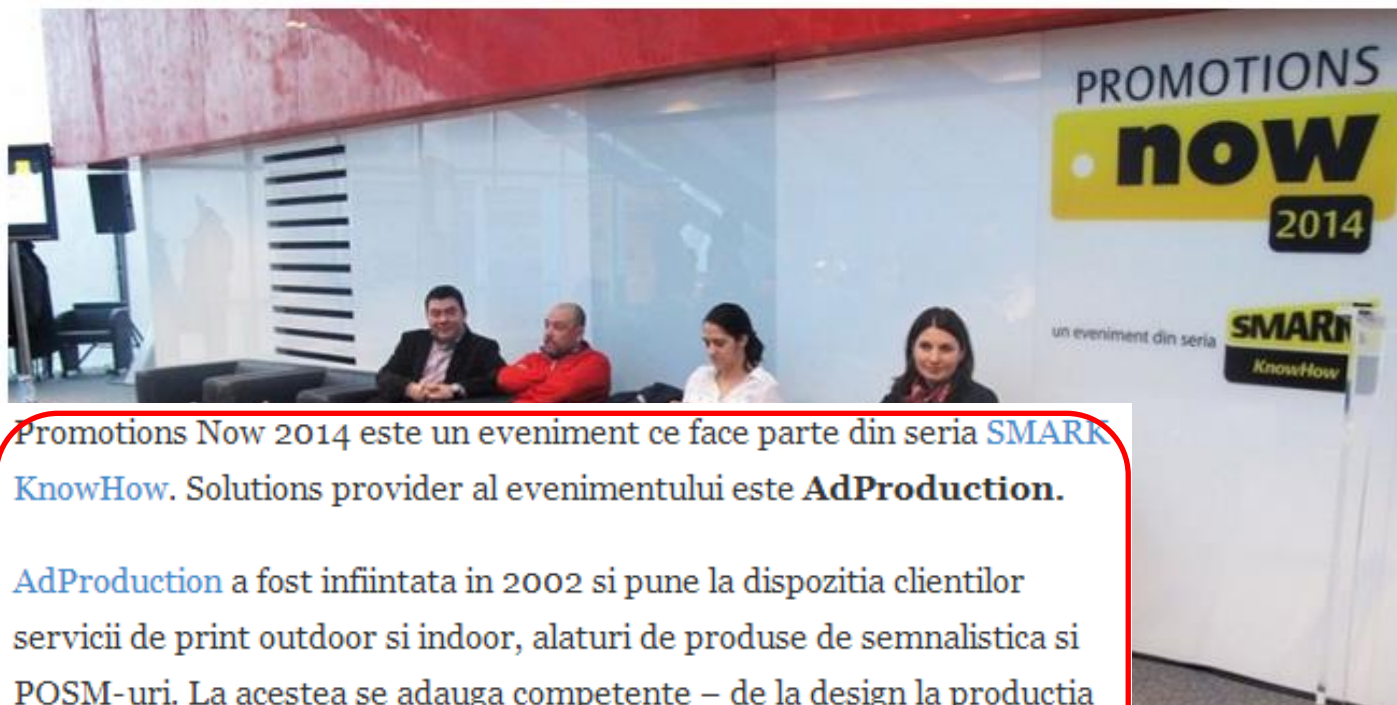 PROMOTIONS
now
2014
un eveniment din seria SMARK
KnowHow
Promotions Now 2014 este un eveniment ce face parte din seria SMARK
KnowHow. Solutions provider al evenimentului este AdProduction.
AdProduction a fost infiintata in 2002 si pune la dispozitia clientilor
servicii de print outdoor si indoor, alaturi de produse de semnalistica si
POSM-uri. La acestea se adauga competente – de la design la productia